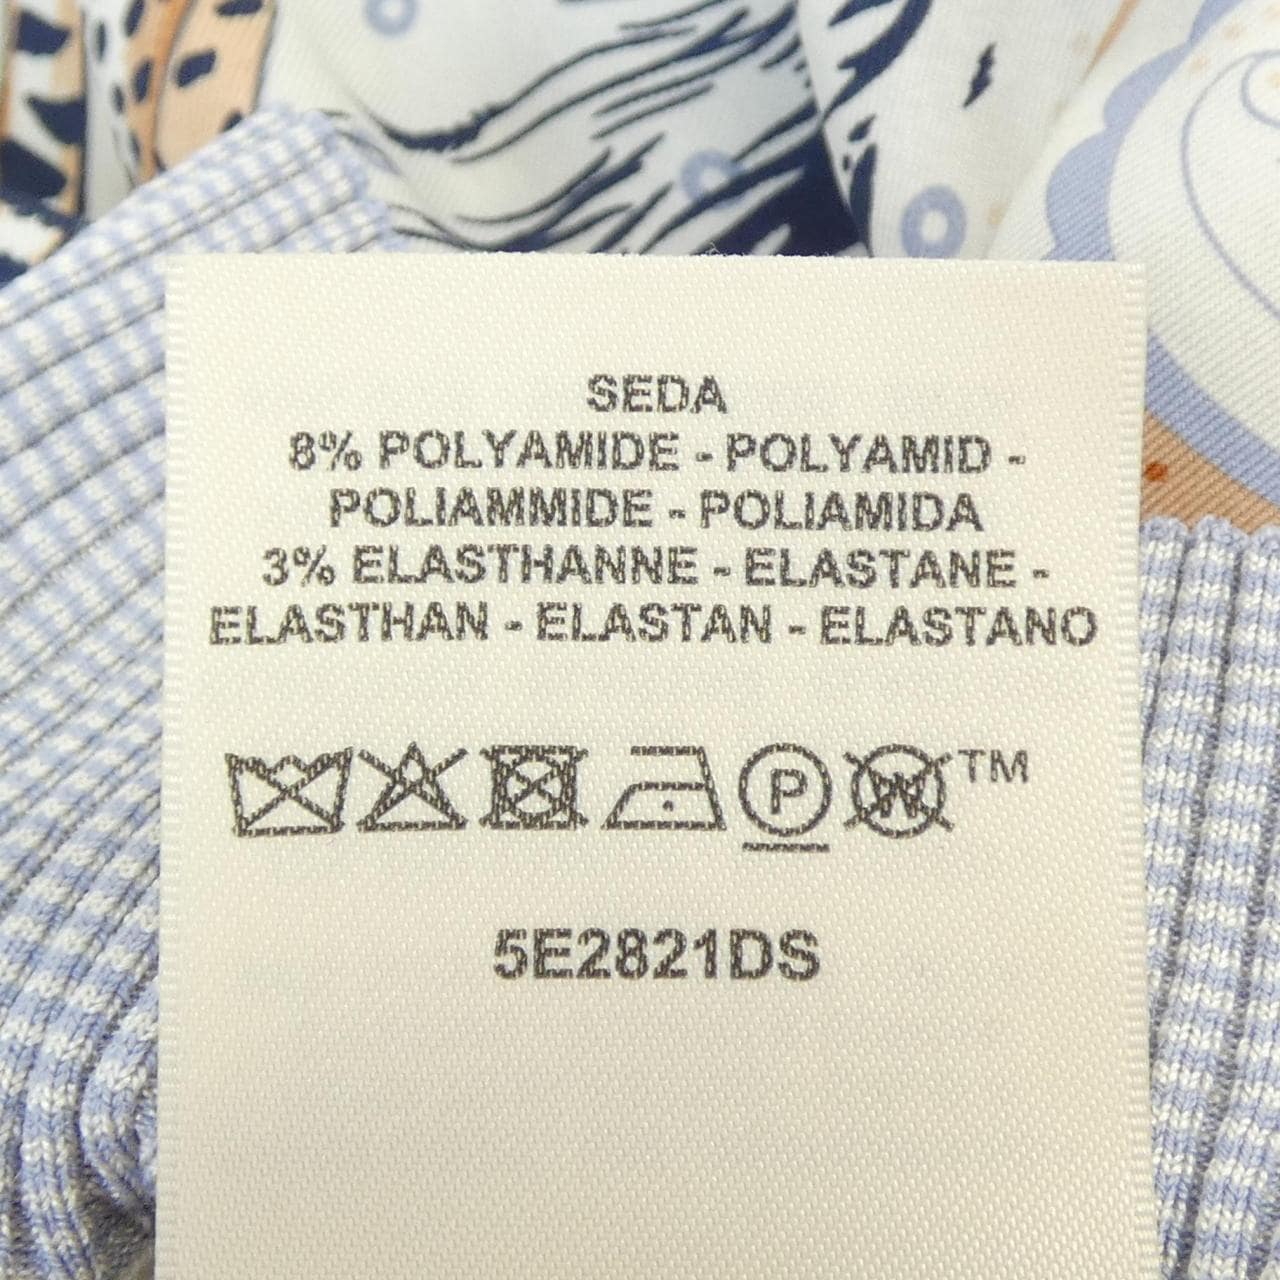 SEDA
8% POLYAMIDE - POLYAMID -
POLIAMMIDE - POLIAMIDA
3% ELASTHANNE - ELASTANE -
ELASTHAN - ELASTAN - ELASTANO
P W TM
5E2821DS